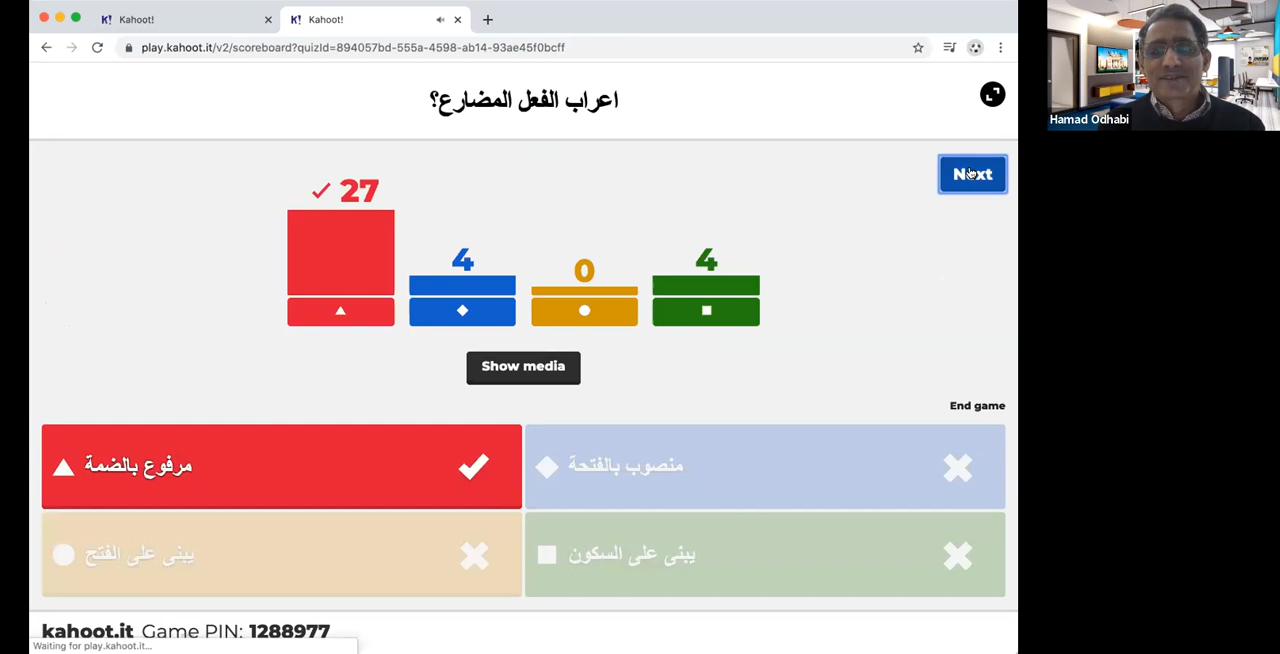 Kahoot!
Kahoot!
play.kahoot.it/v2/scoreboard?quizId=894057bd-555a-4598-ab14-93ae45f0bcff
Hamad Odhabi
اعراب الفعل المضارع؟
Next
27
4
0
4
Show media
End game
مرفوع بالضمة
منصوب بالفتحة
يبنى على الفتح
يبنى على السكون
kahoot.it Game PIN: 1288977
Waiting for play.kahoot.it...